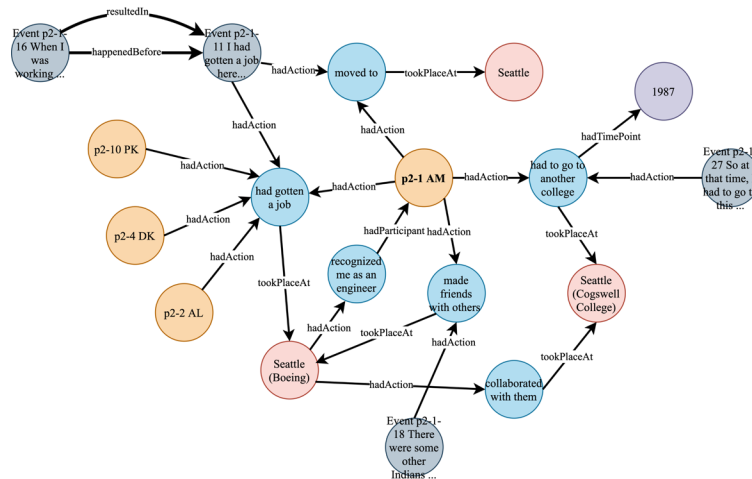 resultedIn
Event p2-1-
16 When I
was
working ...
happenedBefore
Event p2-1-
11 I had
gotten a job
here...
hadAction
moved to
tookPlaceAt
Seattle
1987
hadAction
hadAction
hadTimePoint
p2-10 PK
hadAction
had gotten
a job
hadAction
p2-1 AM
hadAction
had to go to
another
college
hadAction
Event p2-1-
27 So at
that time,
had to go t
this ...
p2-4 DK
hadAction
hadParticipant
hadAction
tookPlaceAt
p2-2 AL
hadAction
tookPlaceAt
recognized
me as an
engineer
made
friends
with others
Seattle
(Cogswell
College)
hadAction
tookPlaceAt
hadAction
Seattle
(Boeing)
hadAction
collaborated
with them
tookPlaceAt
Event p2-1-
18 There
were some
other
Indians ...